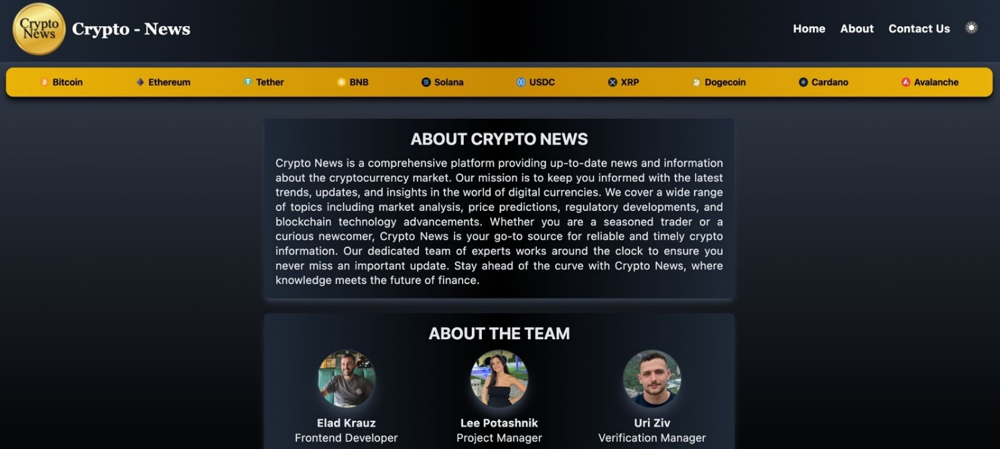 Crypto
News
Crypto - News
Home About Contact Us
Bitcoin Ethereum Tether BNB Solana USDC XRP Dogecoin Cardano Avalanche
ABOUT CRYPTO NEWS
Crypto News is a comprehensive platform providing up-to-date news and information
about the cryptocurrency market. Our mission is to keep you informed with the latest
trends, updates, and insights in the world of digital currencies. We cover a wide range
of topics including market analysis, price predictions, regulatory developments, and
blockchain technology advancements. Whether you are a seasoned trader or a
curious newcomer, Crypto News is your go-to source for reliable and timely crypto
information. Our dedicated team of experts works around the clock to ensure you
never miss an important update. Stay ahead of the curve with Crypto News, where
knowledge meets the future of finance.
ABOUT THE TEAM
Elad Krauz Lee Potashnik Uri Ziv
Frontend Developer Project Manager Verification Manager